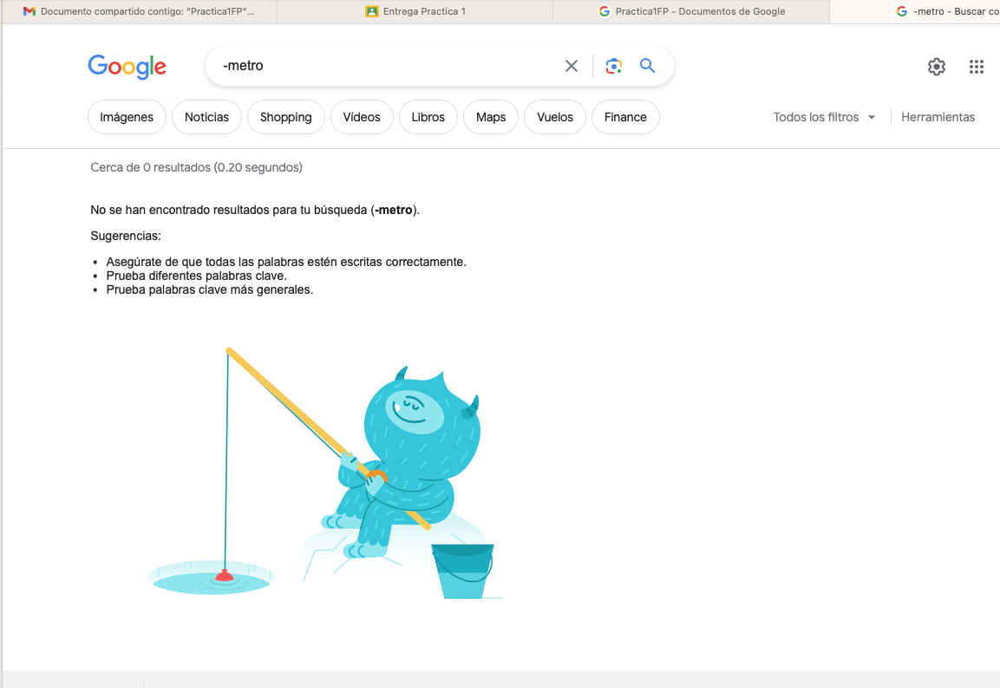 Documento compartido contigo: "Practica1FP"...
Entrega Practica 1
Practica1FP - Documentos de Google
-metro - Buscar co
Google
-metro
Imágenes
Noticias
Shopping
Vídeos
Libros
Maps
Vuelos
Finance
Todos los filtros
Herramientas
Cerca de 0 resultados (0.20 segundos)
No se han encontrado resultados para tu búsqueda (-metro).
Sugerencias:
• Asegúrate de que todas las palabras estén escritas correctamente.
• Prueba diferentes palabras clave.
• Prueba palabras clave más generales.